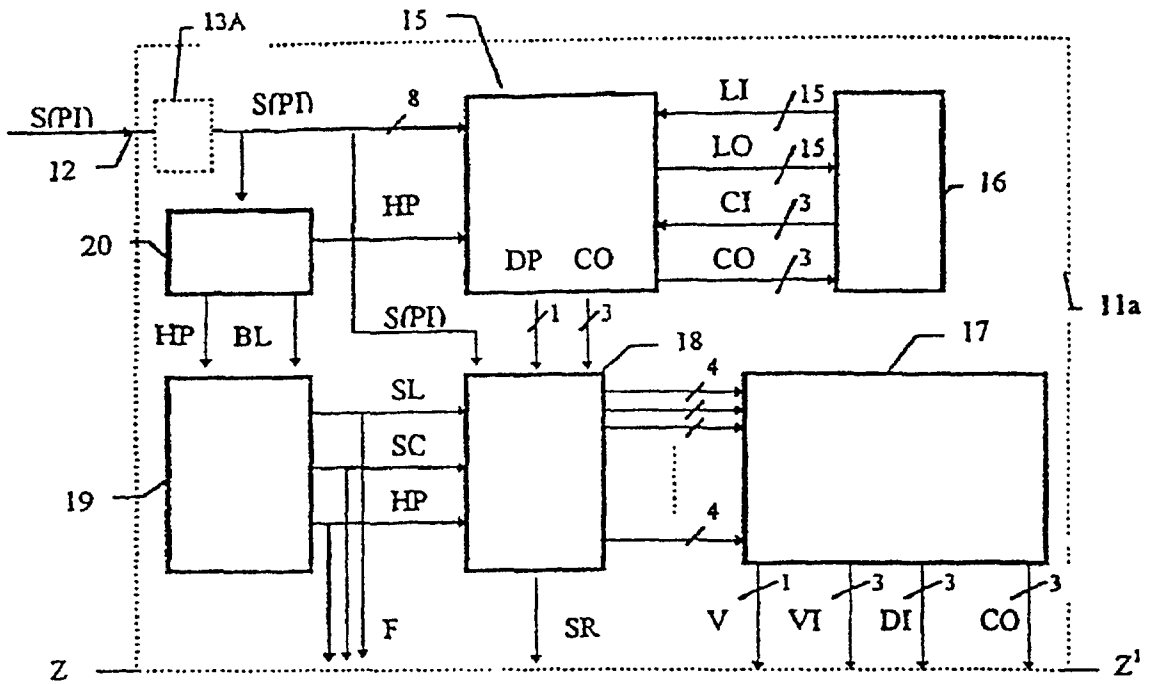 13A
15
S(PI)
S(PI)
8
LI
15
12
LO
15
16
HP
CI
3
20
DP
CO
CO
3
11a
HP
BL
S(PI)
1
3
18
17
SL
4
SC
19
HP
4
F
SR
V
1
VI
3
DI
3
CO
3
Z
Z¹